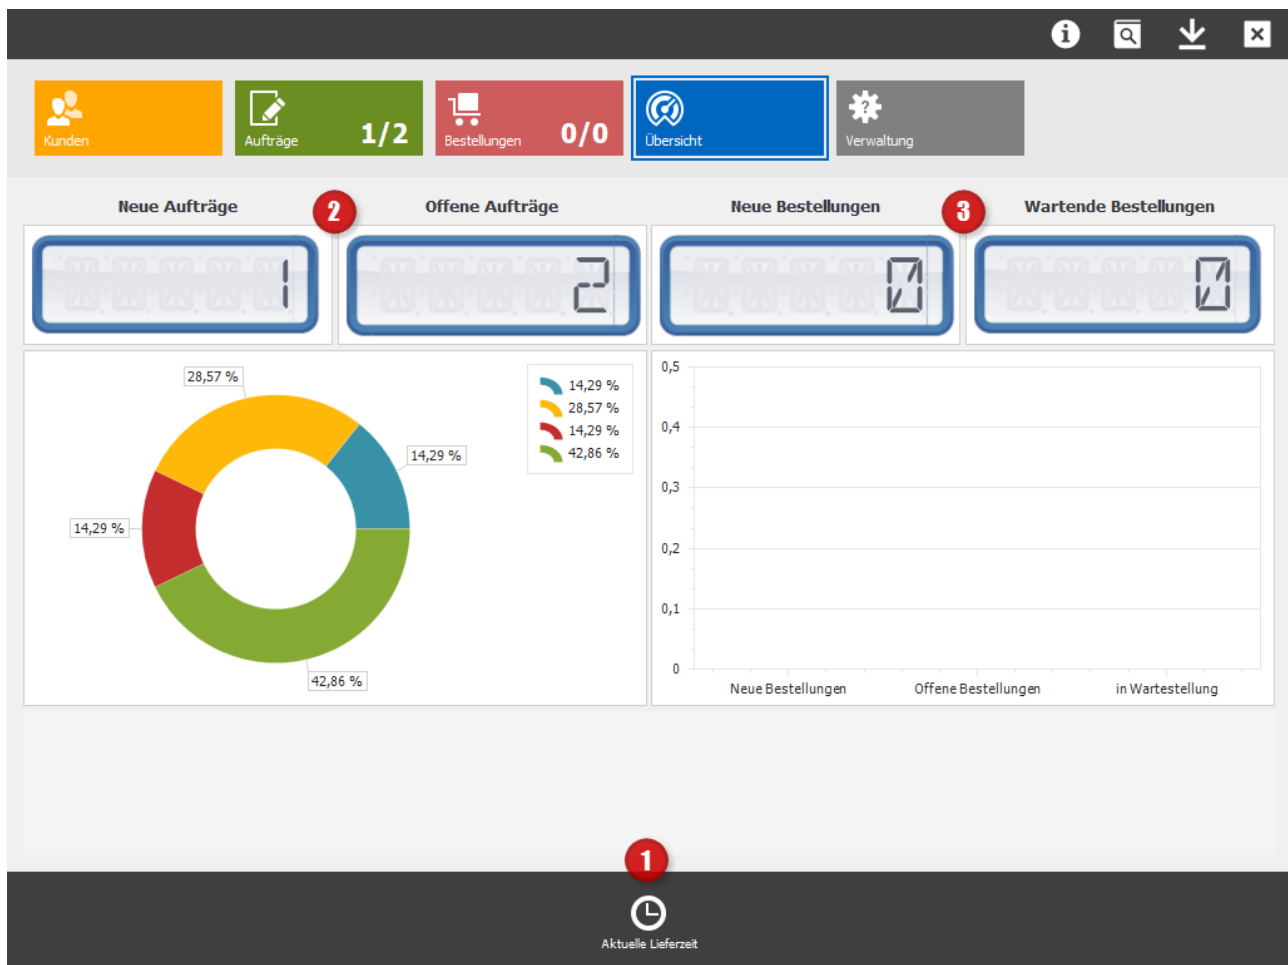 Kunden
Aufträge 1/2
Bestellungen 0/0
Übersicht
Verwaltung
Neue Aufträge
2
Offene Aufträge
Neue Bestellungen
3
Wartende Bestellungen
1
2
0
0
28,57 %
14,29 %
14,29 %
42,86 %
14,29 %
28,57 %
14,29 %
42,86 %
0,5
0,4
0,3
0,2
0,1
0
Neue Bestellungen
Offene Bestellungen
in Wartestellung
1
Aktuelle Lieferzeit